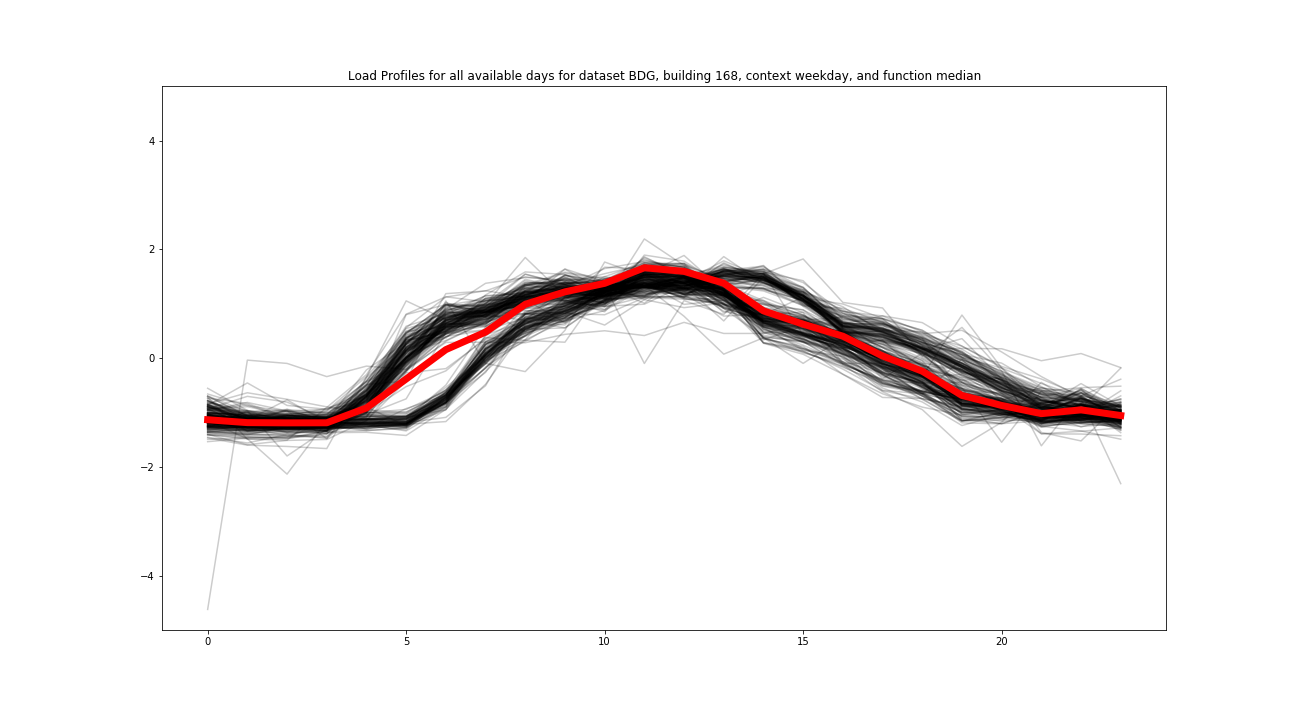 Load Profiles for all available days for dataset BDG, building 168, context weekday, and function median
4
2
0
−2
−4
0 5 10 15 20